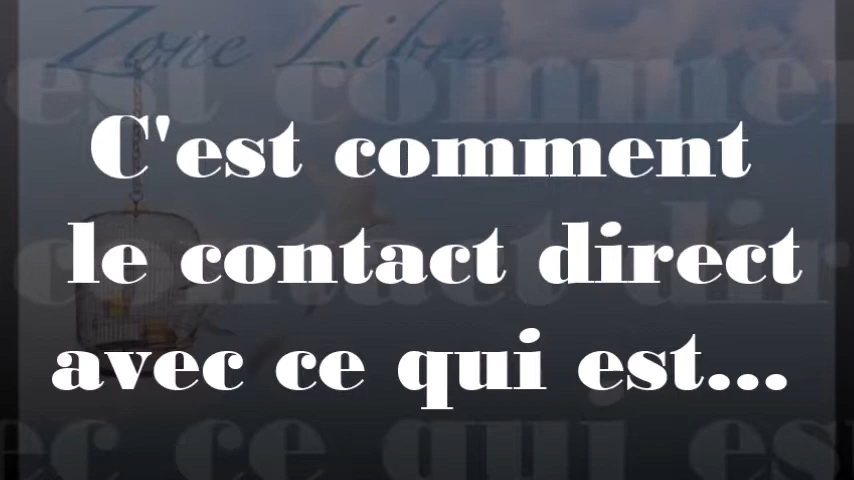 Zone Libre
C'est comment
le contact direct
avec ce qui est...